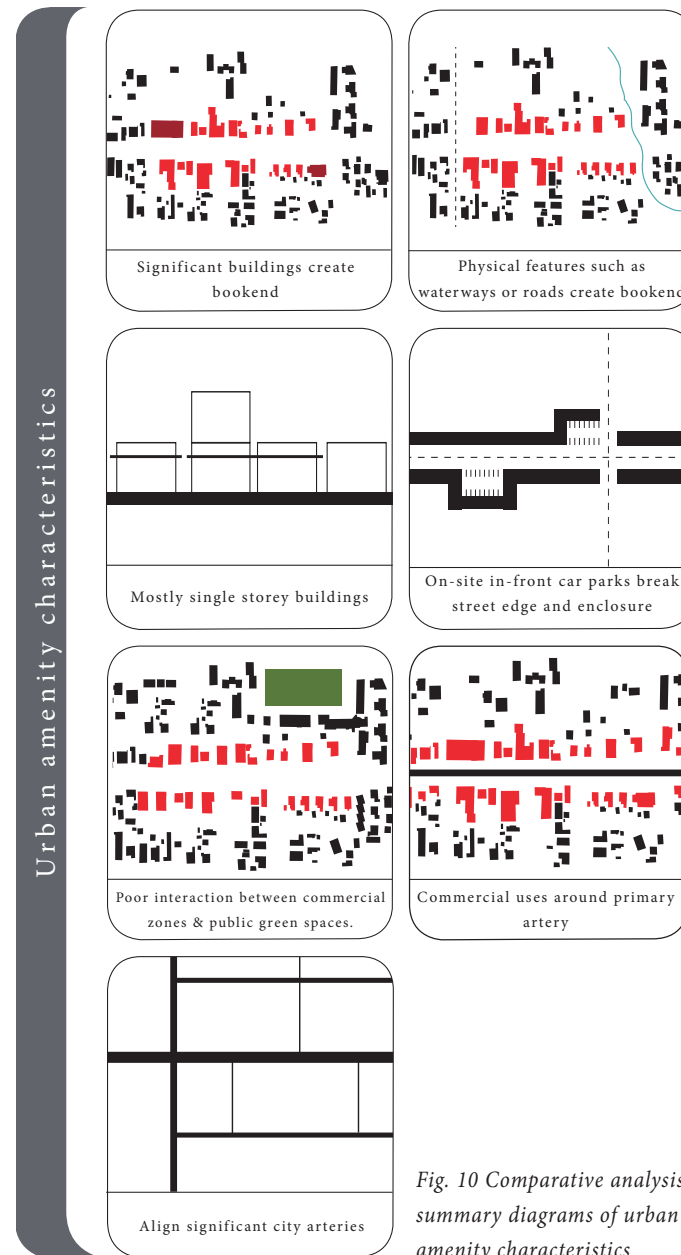 Urban amenity characteristics
Significant buildings create
bookend
Physical features such as
waterways or roads create bookend
Mostly single storey buildings
On-site in-front car parks break
street edge and enclosure
Poor interaction between commercial
zones & public green spaces.
Commercial uses around primary
artery
Align significant city arteries
Fig. 10 Comparative analysis
summary diagrams of urban
amenity characteristics